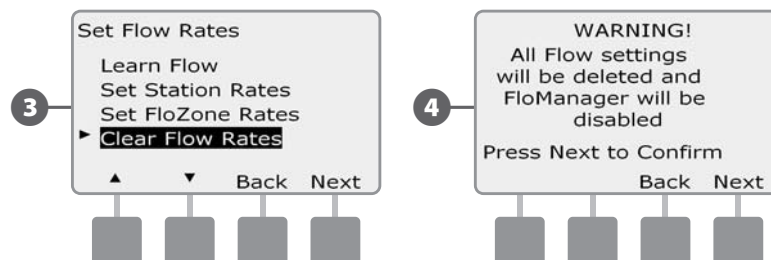 3
Set Flow Rates
Learn Flow
Set Station Rates
Set FloZone Rates
► Clear Flow Rates
▲ ▼ Back Next
4
WARNING!
All Flow settings
will be deleted and
FloManager will be
disabled
Press Next to Confirm
Back Next